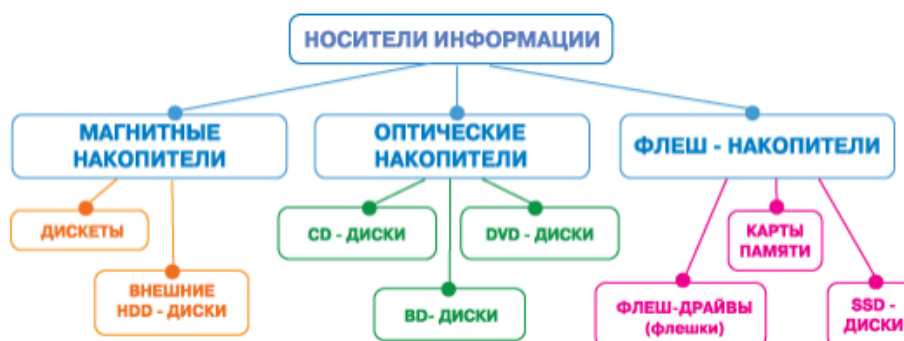 НОСИТЕЛИ ИНФОРМАЦИИ
МАГНИТНЫЕ
НАКОПИТЕЛИ
ОПТИЧЕСКИЕ
НАКОПИТЕЛИ
ФЛЕШ - НАКОПИТЕЛИ
ДИСКЕТЫ
ВНЕШНИЕ
HDD - ДИСКИ
CD - ДИСКИ
DVD - ДИСКИ
BD- ДИСКИ
КАРТЫ
ПАМЯТИ
ФЛЕШ-ДРАЙВЫ
(флешки)
SSD -
ДИСКИ